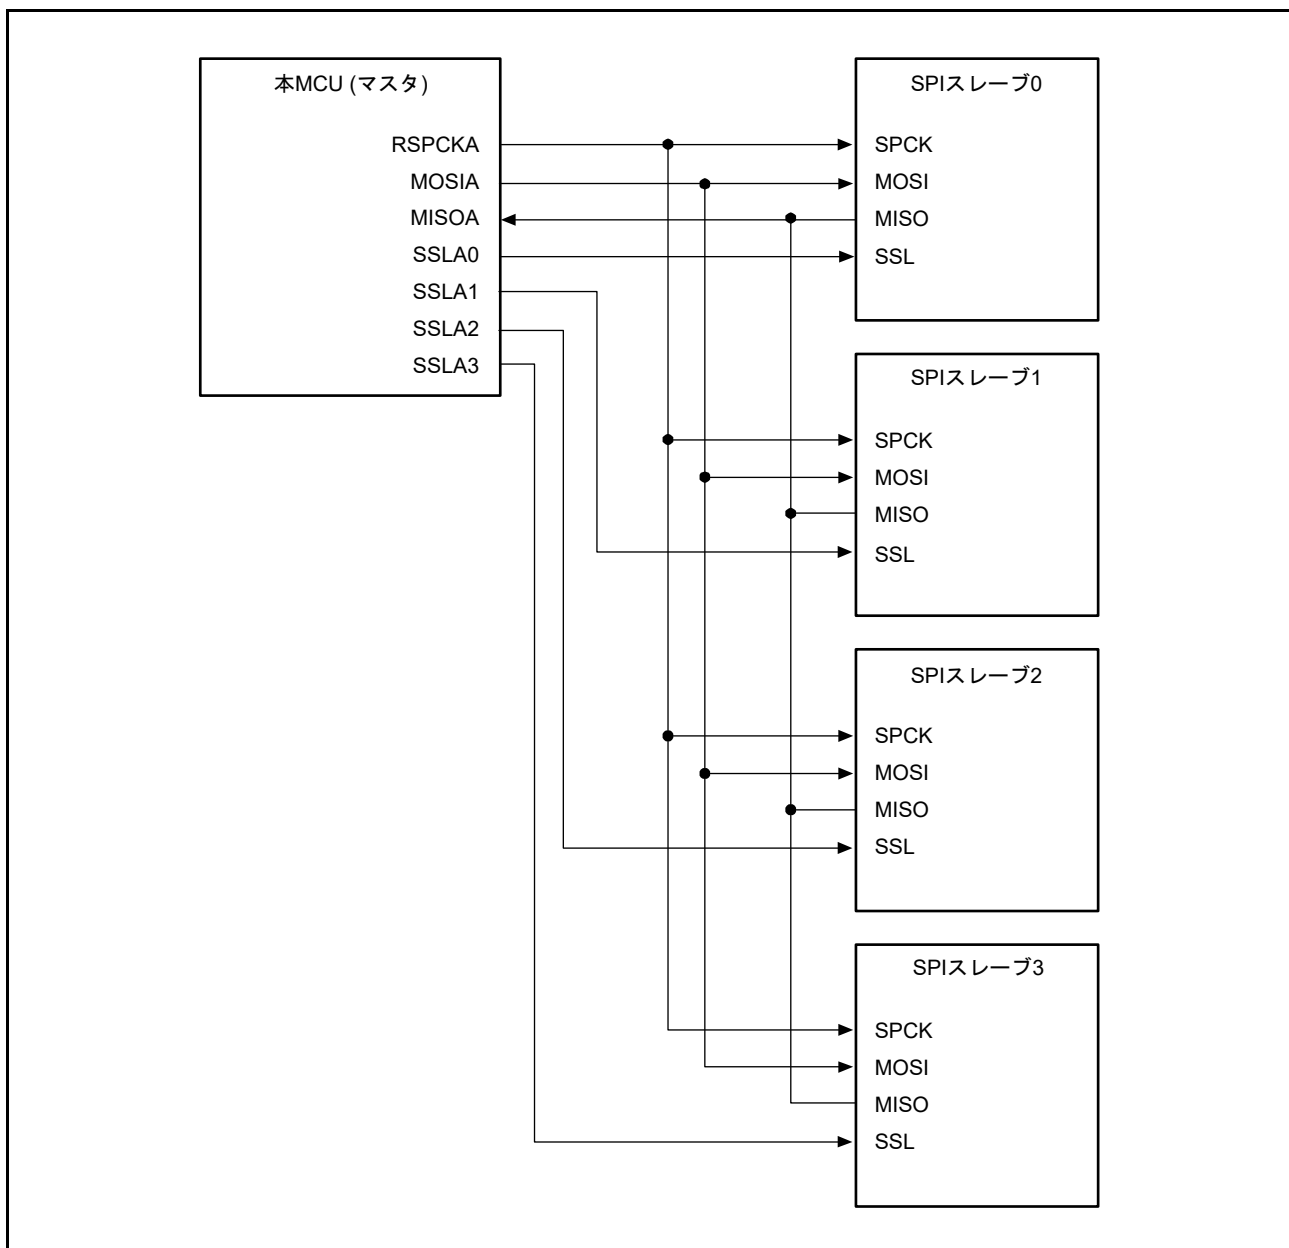 本MCU (マスタ)
RSPCKA
MOSIA
MISOA
SSLA0
SSLA1
SSLA2
SSLA3
SPIスレーブ0
SPCK
MOSI
MISO
SSL
SPIスレーブ1
SPCK
MOSI
MISO
SSL
SPIスレーブ2
SPCK
MOSI
MISO
SSL
SPIスレーブ3
SPCK
MOSI
MISO
SSL